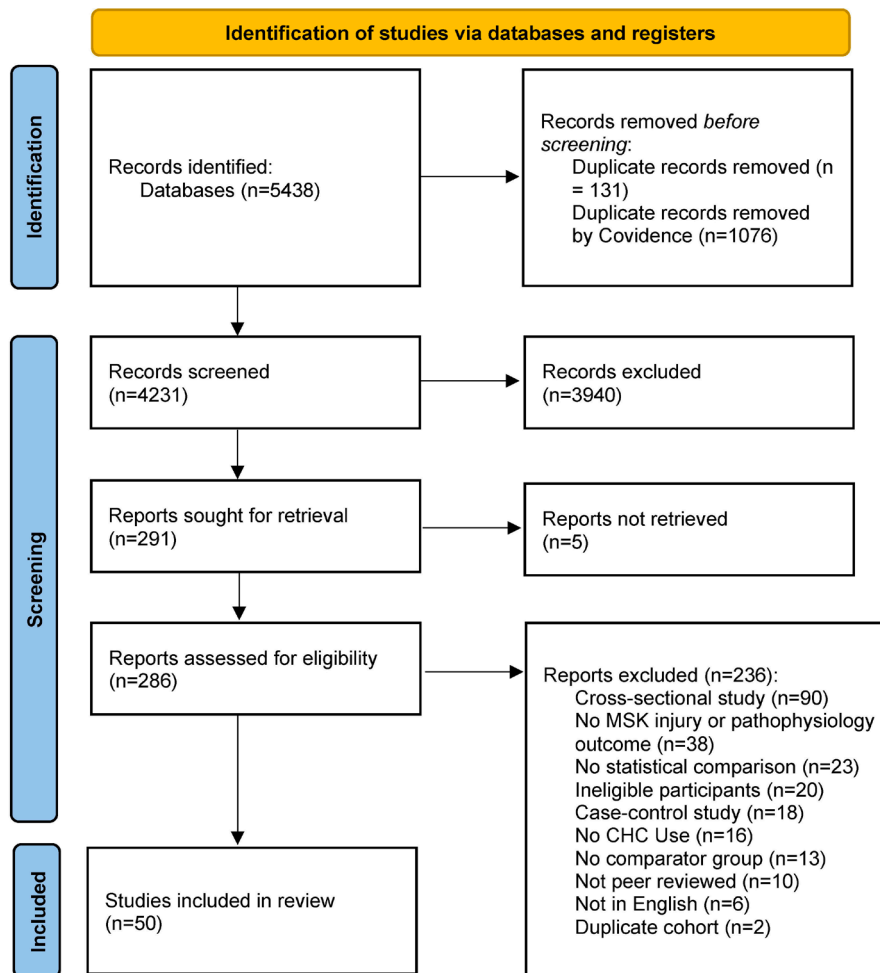 Identification of studies via databases and registers
Identification
Records identified:
Databases (n=5438)
Records removed before
screening:
Duplicate records removed (n
= 131)
Duplicate records removed
by Covidence (n=1076)
Screening
Records screened
(n=4231)
Records excluded
(n=3940)
Reports sought for retrieval
(n=291)
Reports not retrieved
(n=5)
Reports assessed for eligibility
(n=286)
Reports excluded (n=236):
Cross-sectional study (n=90)
No MSK injury or pathophysiology
outcome (n=38)
No statistical comparison (n=23)
Ineligible participants (n=20)
Case-control study (n=18)
No CHC Use (n=16)
No comparator group (n=13)
Not peer reviewed (n=10)
Not in English (n=6)
Duplicate cohort (n=2)
Included
Studies included in review
(n=50)